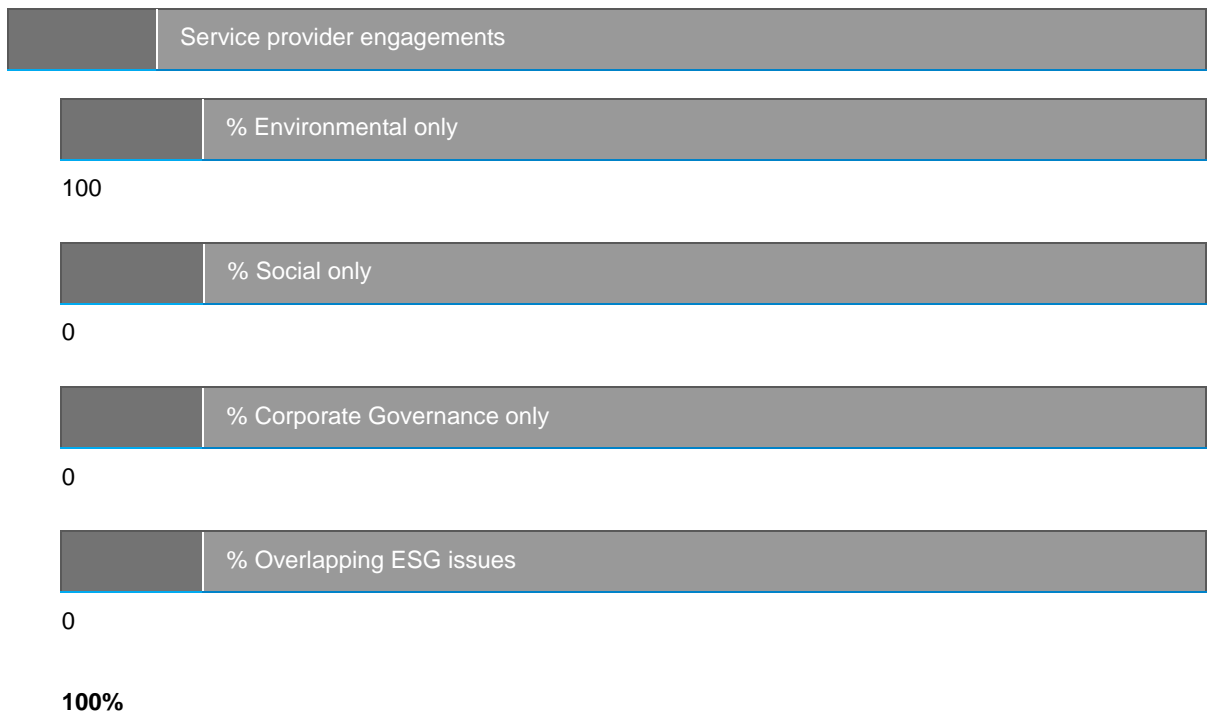 Service provider engagements
% Environmental only
100
% Social only
0
% Corporate Governance only
0
% Overlapping ESG issues
0
100%